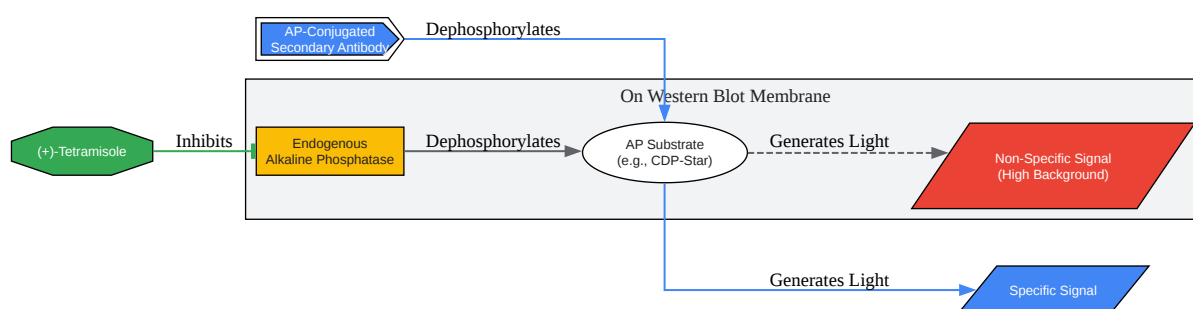 AP-Conjugated
Secondary Antibody
Dephosphorylates
On Western Blot Membrane
(+)-Tetramisole
Inhibits
Endogenous
Alkaline Phosphatase
Dephosphorylates
AP Substrate
(e.g., CDP-Star)
Generates Light
Non-Specific Signal
(High Background)
Generates Light
Specific Signal